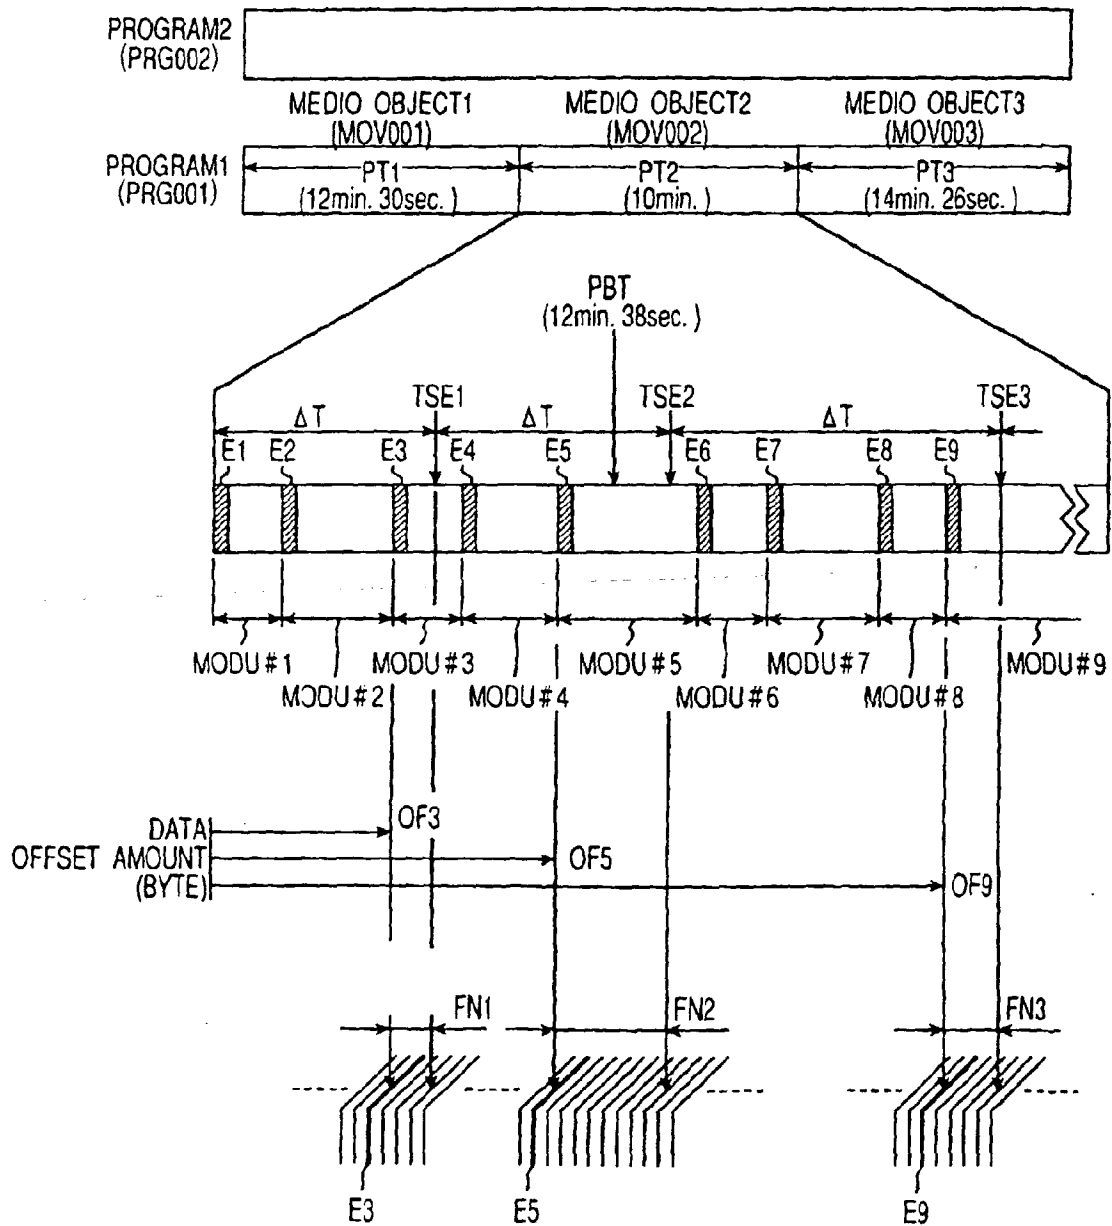 PROGRAM2
(PRG002)
MEDIO OBJECT1
(MOV001)
MEDIO OBJECT2
(MOV002)
MEDIO OBJECT3
(MOV003)
PROGRAM1
(PRG001)
PT1
(12min. 30sec.)
PT2
(10min.)
PT3
(14min. 26sec.)
PBT
(12min. 38sec.)
TSE1
TSE2
TSE3
ΔT
ΔT
ΔT
E1
E2
E3
E4
E5
E6
E7
E8
E9
MODU#1
MODU#2
MODU#3
MODU#4
MODU#5
MODU#6
MODU#7
MODU#8
MODU#9
DATA
OFFSET AMOUNT
(BYTE)
OF3
OF5
OF9
FN1
FN2
FN3
E3
E5
E9